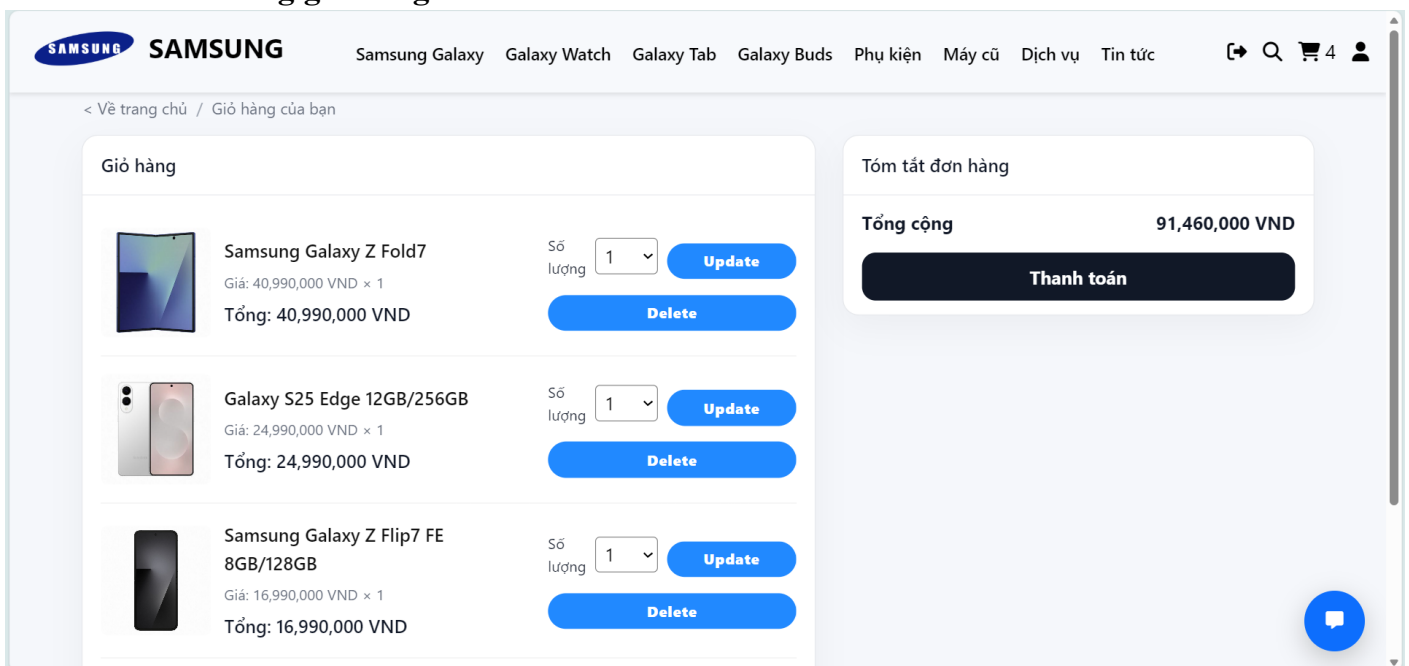 SAMSUNG SAMSUNG Samsung Galaxy Galaxy Watch Galaxy Tab Galaxy Buds Phụ kiện Máy cũ Dịch vụ Tin tức 4
< Về trang chủ / Giỏ hàng của bạn
Giỏ hàng
Samsung Galaxy Z Fold7
Giá: 40,990,000 VND × 1
Tổng: 40,990,000 VND
Số
lượng
1
Update
Delete
Galaxy S25 Edge 12GB/256GB
Giá: 24,990,000 VND × 1
Tổng: 24,990,000 VND
Số
lượng
1
Update
Delete
Samsung Galaxy Z Flip7 FE
8GB/128GB
Giá: 16,990,000 VND × 1
Tổng: 16,990,000 VND
Số
lượng
1
Update
Delete
Tóm tắt đơn hàng
Tổng cộng 91,460,000 VND
Thanh toán